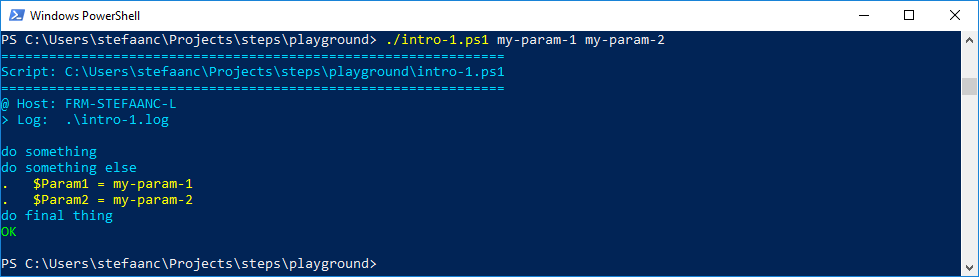 Windows PowerShell
PS C:\Users\stefaanc\Projects\steps\playground> ./intro-1.ps1 my-param-1 my-param-2
===============================================================
Script: C:\Users\stefaanc\Projects\steps\playground\intro-1.ps1
===============================================================
@ Host: FRM-STEFAANC-L
> Log:  .\intro-1.log
do something
do something else
.   $Param1 = my-param-1
.   $Param2 = my-param-2
do final thing
OK
PS C:\Users\stefaanc\Projects\steps\playground>